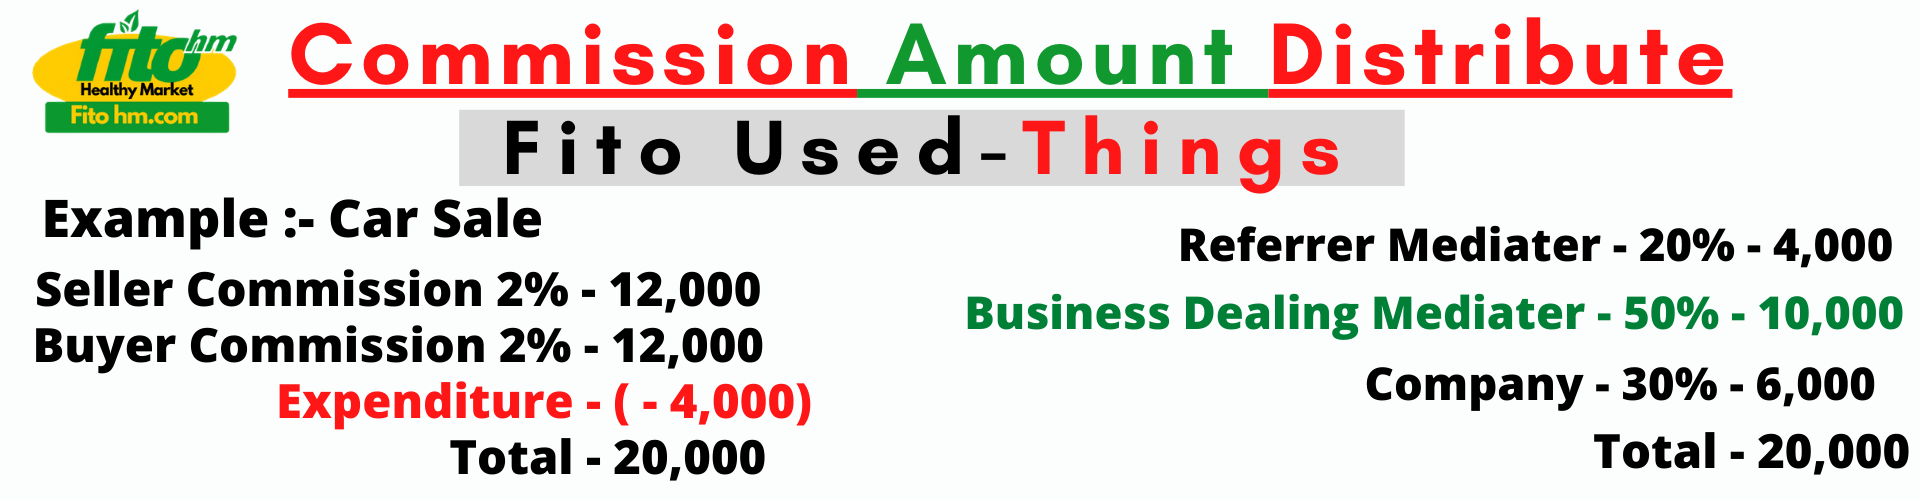 fito hm
Healthy Market
Fito hm.com
Commission Amount Distribute
Fito Used-Things
Example :- Car Sale
Seller Commission 2% - 12,000
Buyer Commission 2% - 12,000
Expenditure - ( - 4,000)
Total - 20,000
Referrer Mediater - 20% - 4,000
Business Dealing Mediater - 50% - 10,000
Company - 30% - 6,000
Total - 20,000